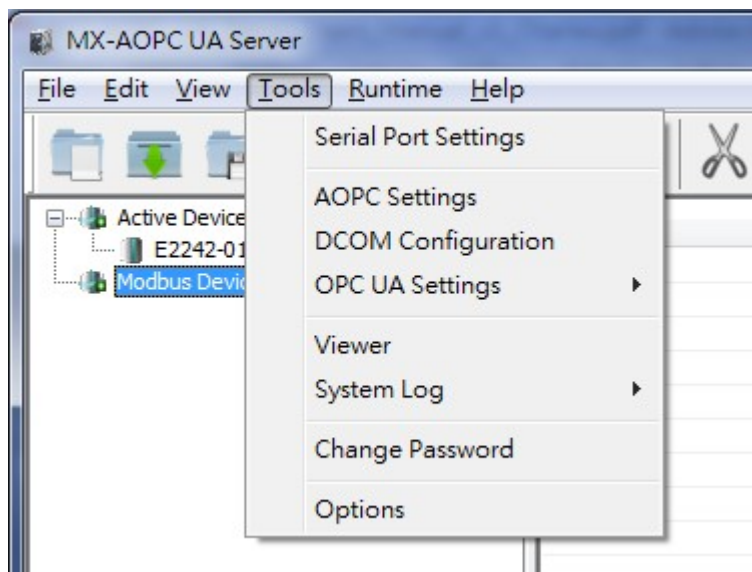 MX-AOPC UA Server
File Edit View Tools Runtime Help
Serial Port Settings
AOPC Settings
DCOM Configuration
OPC UA Settings
Viewer
System Log
Change Password
Options
Active Device
E2242-01
Modbus Devic